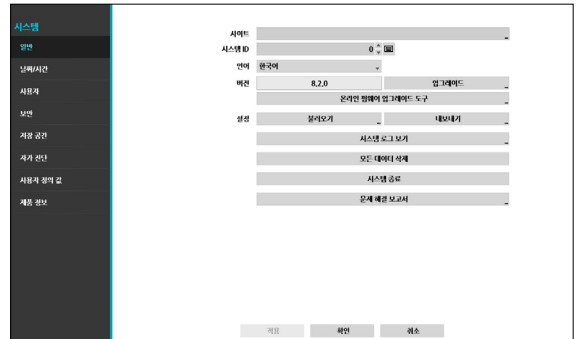 시스템
일반
날짜/시간
사용자
보안
저장 공간
자가 진단
사용자 정의 값
제품 정보
사이트
시스템 ID 0
언어 한국어
버전 8.2.0 업그레이드
온라인 펌웨어 업그레이드 도구
설정 불러오기 내보내기
시스템 로그 보기
모든 데이터 삭제
시스템 종료
문제 해결 보고서
적용 확인 취소